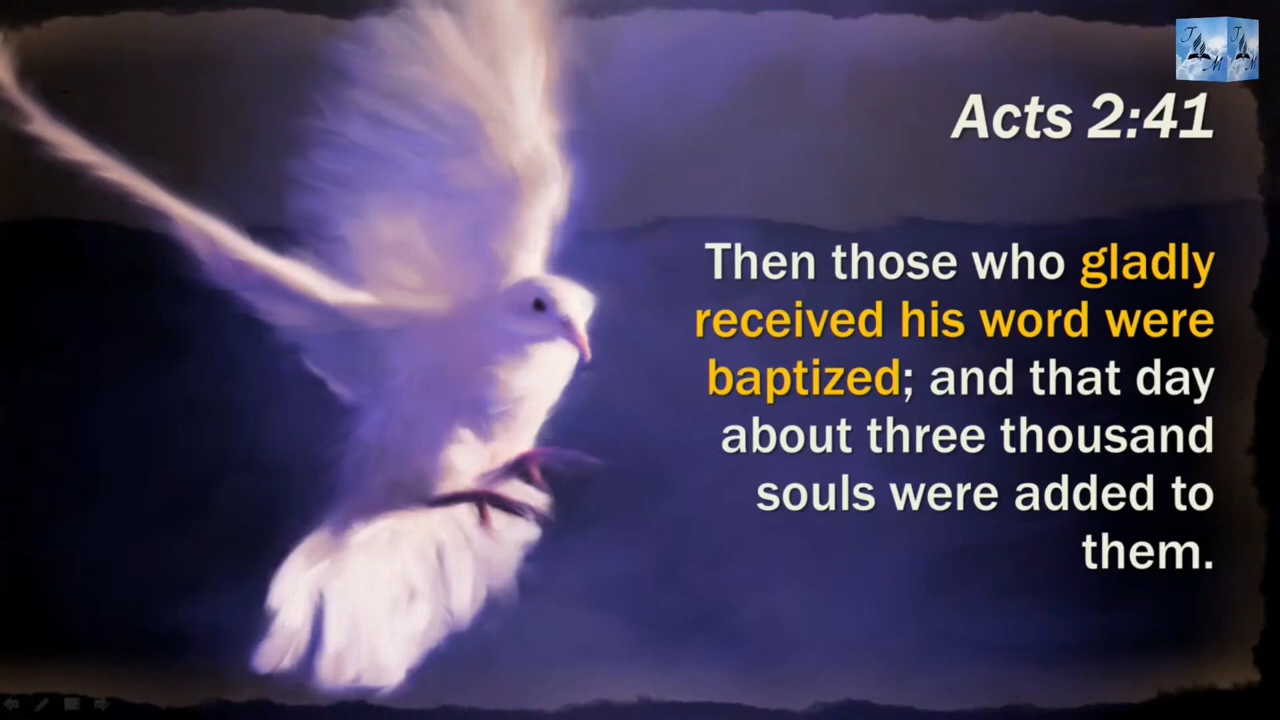 Acts 2:41
Then those who gladly
received his word were
baptized; and that day
about three thousand
souls were added to
them.